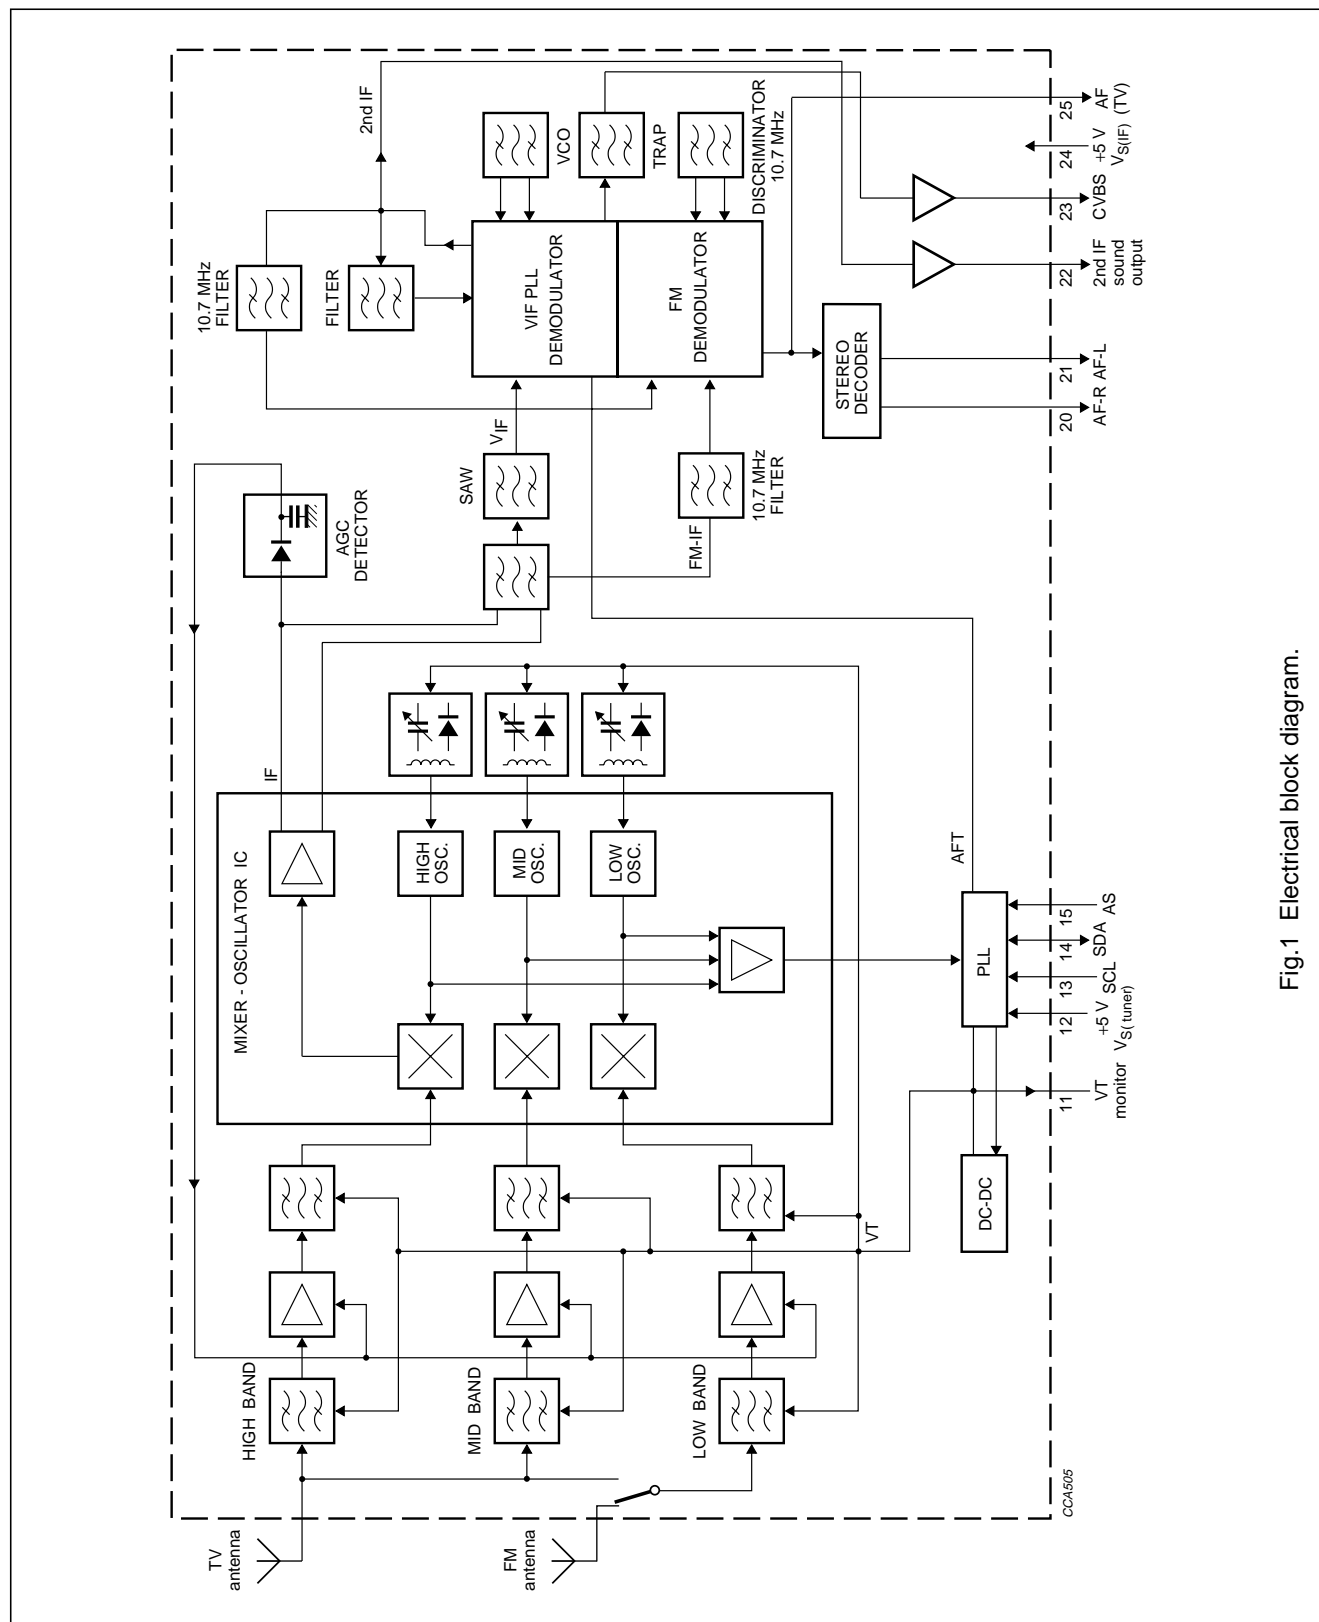 TV
antenna
FM
antenna
HIGH BAND
MID BAND
LOW BAND
MIXER - OSCILLATOR IC
IF
HIGH
OSC.
MID
OSC.
LOW
OSC.
AGC
DETECTOR
SAW
VIF
FM-IF
10.7 MHz
FILTER
10.7 MHz
FILTER
FILTER
2nd IF
VIF PLL
DEMODULATOR
FM
DEMODULATOR
VCO
TRAP
DISCRIMINATOR
10.7 MHz
STEREO
DECODER
VT
AFT
PLL
DC-DC
11
VT
monitor
12
+5 V
VS(tuner)
13
SCL
14
SDA
15
AS
20
AF-R
21
AF-L
22
2nd IF
sound
output
23
CVBS
24
+5 V
VS(IF)
25
AF
(TV)
CCA505
Fig.1 Electrical block diagram.